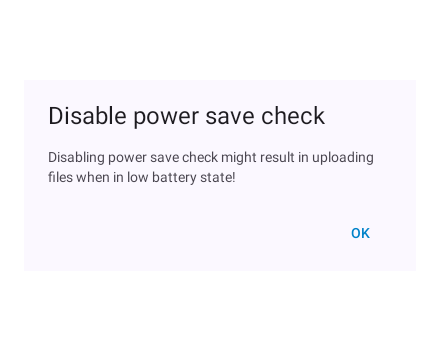 Disable power save check
Disabling power save check might result in uploading
files when in low battery state!
OK